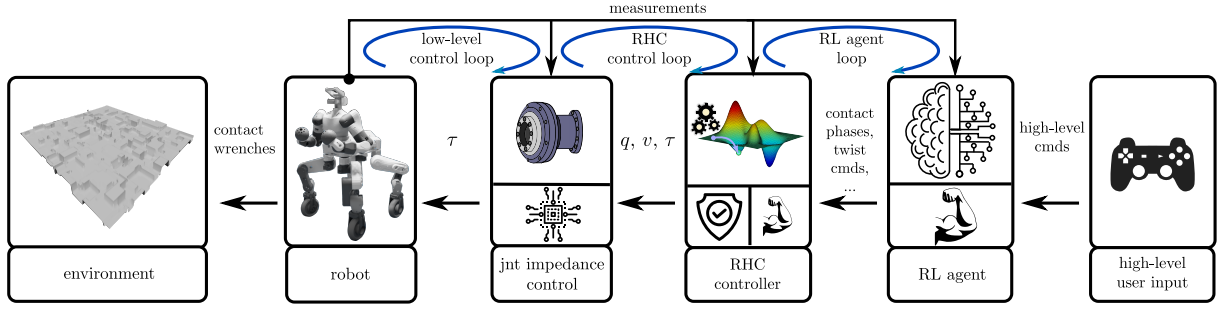 measurements
low-level
control loop
RHC
control loop
RL agent
loop
contact
wrenches
τ
q, v, τ
contact
phases,
twist
cmds,
...
high-level
cmds
environment
robot
jnt impedance
control
RHC
controller
RL agent
high-level
user input